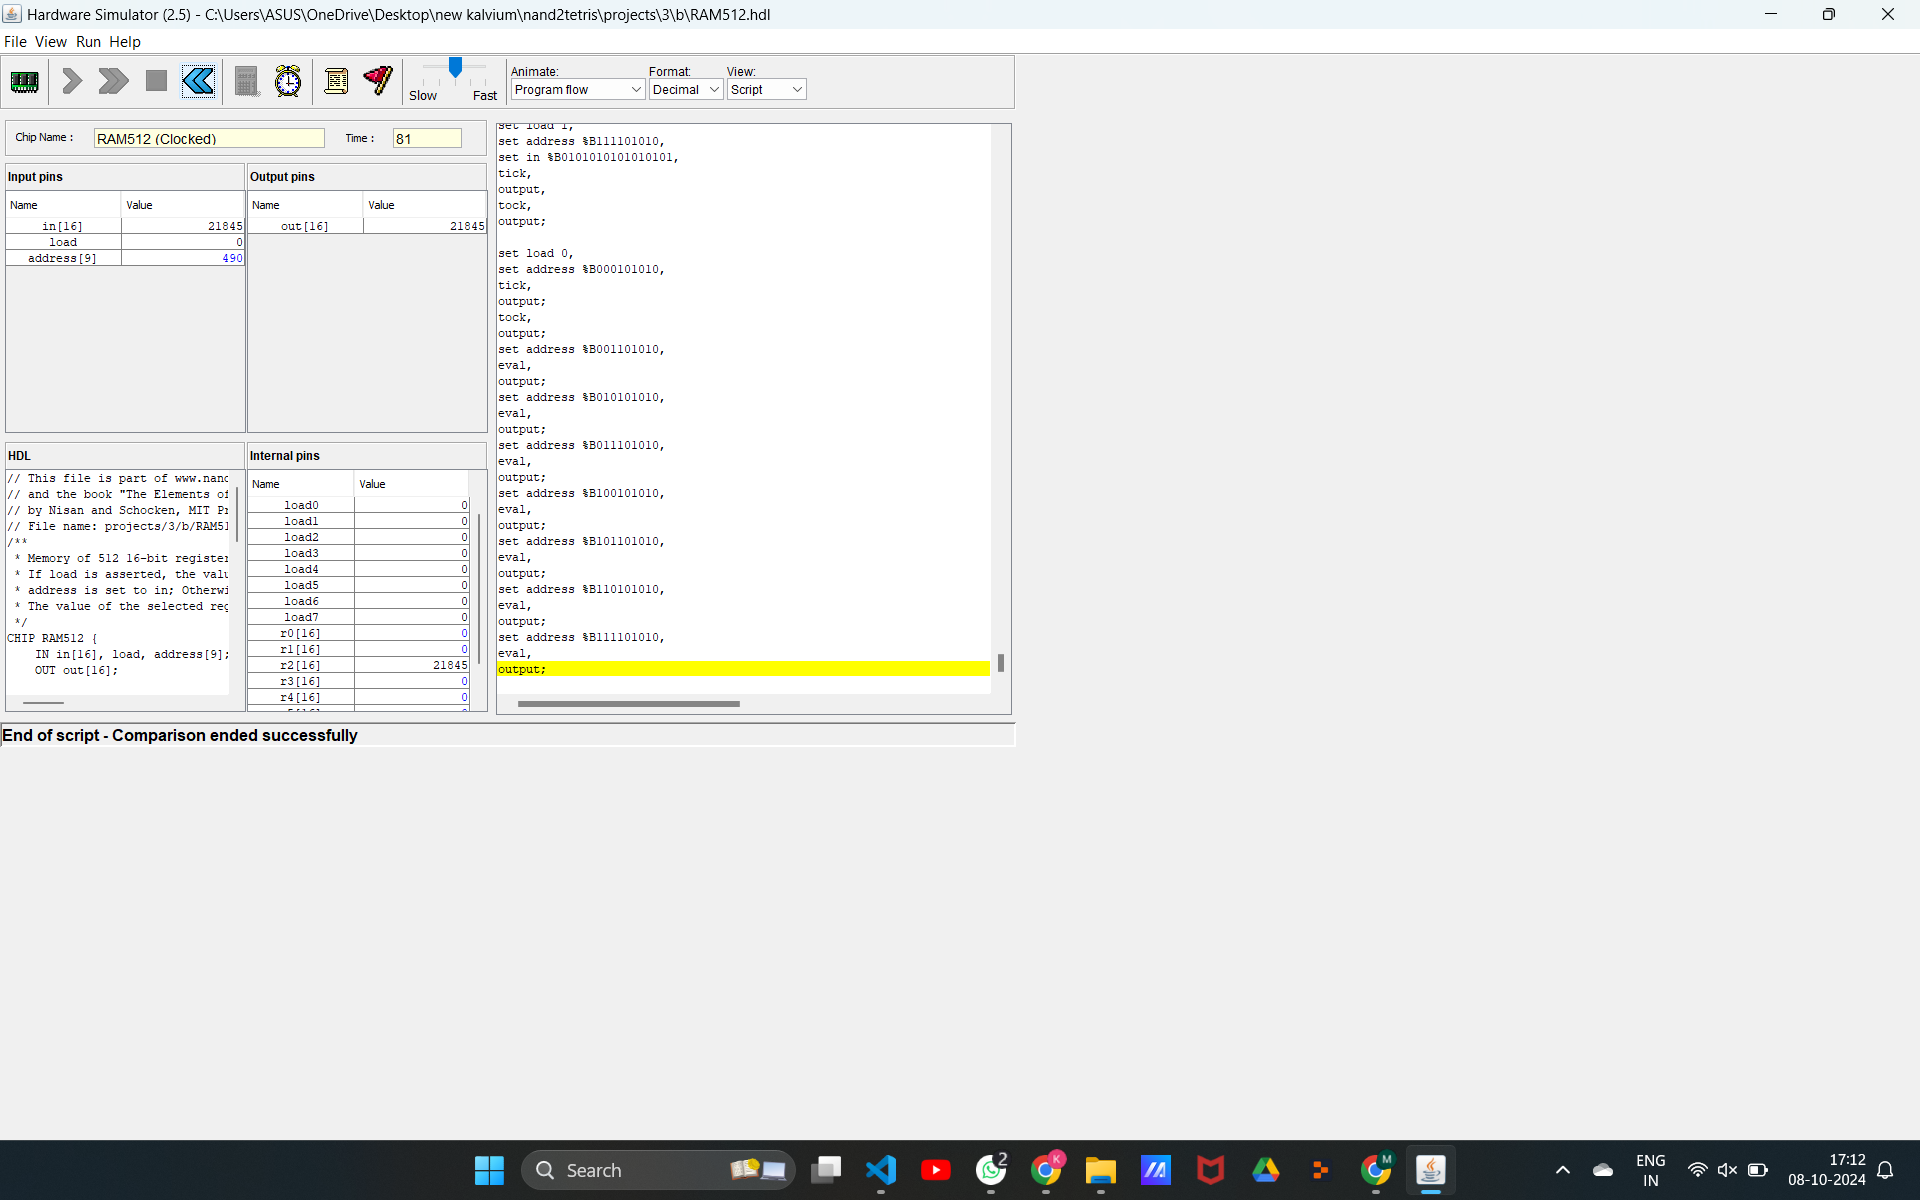 Hardware Simulator (2.5) - C:\Users\ASUS\OneDrive\Desktop\new kalvium\nand2tetris\projects\3\b\RAM512.hdl
File View Run Help
Slow Fast
Animate:
Program flow
Format:
Decimal
View:
Script
Chip Name :
RAM512 (Clocked)
Time :
81
Input pins
Name Value
in[16] 21845
load 0
address[9] 490
Output pins
Name Value
out[16] 21845
HDL
// This file is part of www.nand
// and the book "The Elements of
// by Nisan and Schocken, MIT Pr
// File name: projects/3/b/RAM51
/**
* Memory of 512 16-bit register
* If load is asserted, the valu
* address is set to in; Otherwi
* The value of the selected reg
*/
CHIP RAM512 {
IN in[16], load, address[9];
OUT out[16];
Internal pins
Name Value
load0 0
load1 0
load2 0
load3 0
load4 0
load5 0
load6 0
load7 0
r0[16] 0
r1[16] 0
r2[16] 21845
r3[16] 0
r4[16] 0
set load 1,
set address %B111101010,
set in %B0101010101010101,
tick,
output,
tock,
output;
set load 0,
set address %B000101010,
tick,
output;
tock,
output;
set address %B001101010,
eval,
output;
set address %B010101010,
eval,
output;
set address %B011101010,
eval,
output;
set address %B100101010,
eval,
output;
set address %B101101010,
eval,
output;
set address %B110101010,
eval,
output;
set address %B111101010,
eval,
output;
End of script - Comparison ended successfully
Search
2
K
M
ENG
IN
17:12
08-10-2024